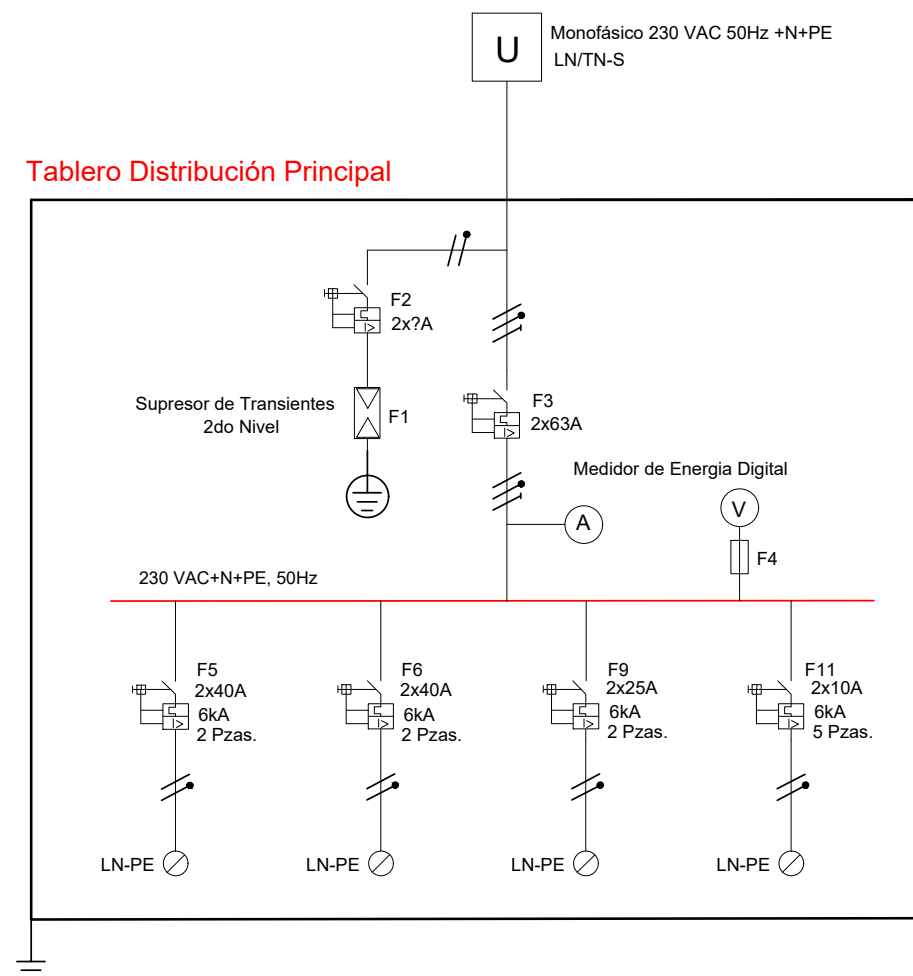 U
Monofásico 230 VAC 50Hz +N+PE
LN/TN-S
Tablero Distribución Principal
F2
2x?A
Supresor de Transientes
2do Nivel
F1
F3
2x63A
Medidor de Energia Digital
A
V
F4
230 VAC+N+PE, 50Hz
F5
2x40A
6kA
2 Pzas.
F6
2x40A
6kA
2 Pzas.
F9
2x25A
6kA
2 Pzas.
F11
2x10A
6kA
5 Pzas.
LN-PE
LN-PE
LN-PE
LN-PE